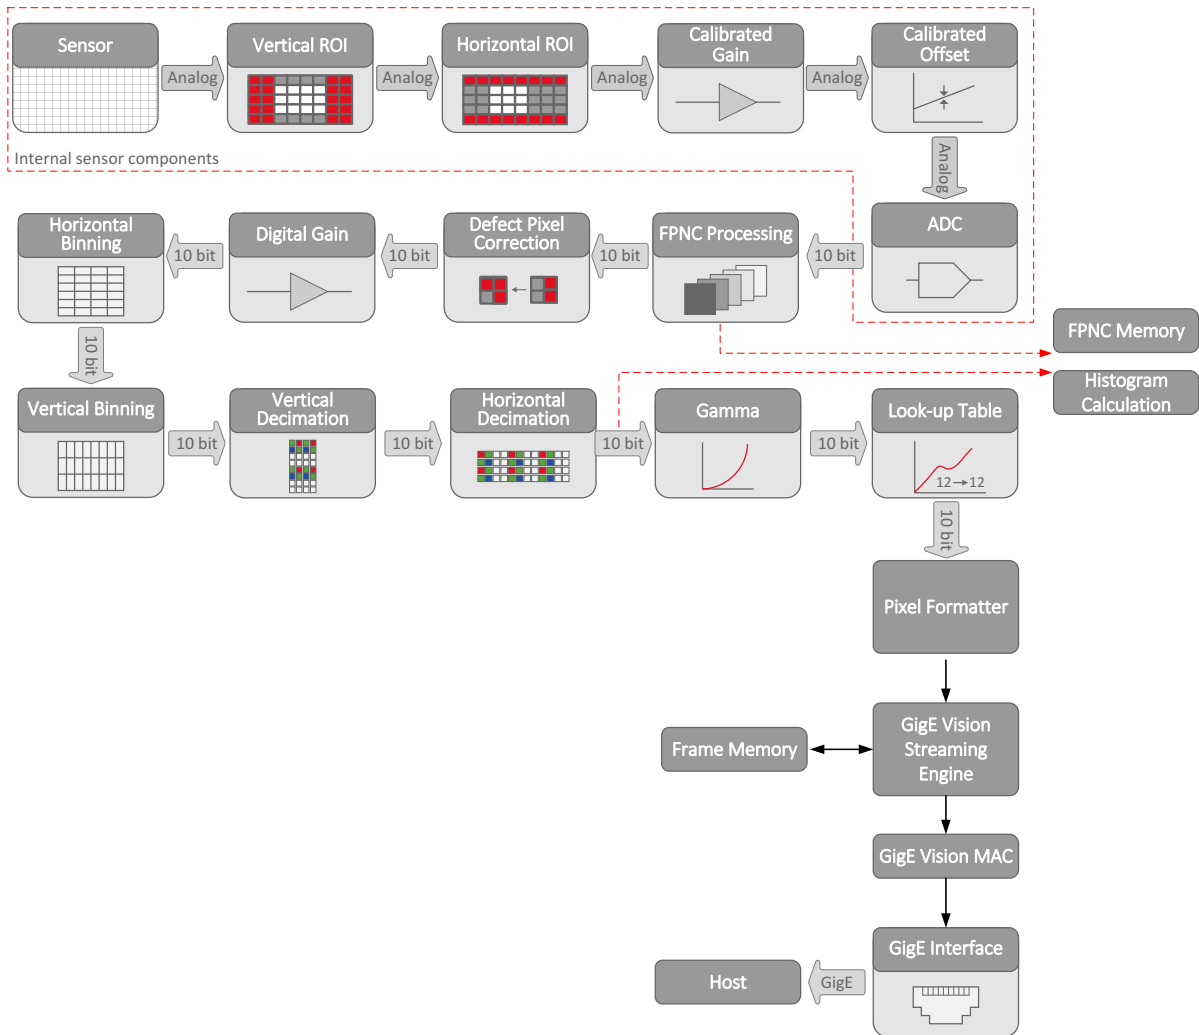 Sensor
Analog
Vertical ROI
Analog
Horizontal ROI
Analog
Calibrated
Gain
Analog
Calibrated
Offset
Internal sensor components
Analog
ADC
10 bit
FPNC Processing
10 bit
Defect Pixel
Correction
10 bit
Digital Gain
10 bit
Horizontal
Binning
FPNC Memory
10 bit
Histogram
Calculation
Vertical Binning
10 bit
Vertical
Decimation
10 bit
Horizontal
Decimation
10 bit
Gamma
10 bit
Look-up Table
12→12
10 bit
Pixel Formatter
Frame Memory
GigE Vision
Streaming
Engine
GigE Vision MAC
GigE Interface
GigE
Host